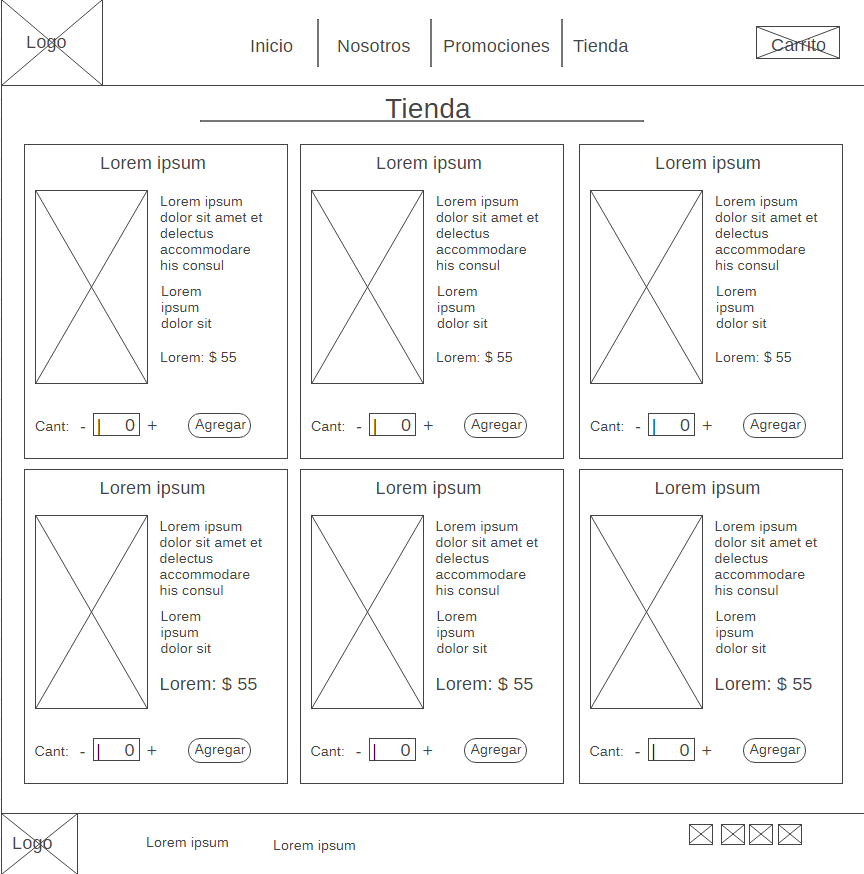 Logo
Inicio
Nosotros
Promociones
Tienda
Carrito
Tienda
Lorem ipsum
Lorem ipsum
dolor sit amet et
delectus
accommodare
his consul
Lorem
ipsum
dolor sit
Lorem: $ 55
Cant: - 0 + Agregar
Lorem ipsum
Lorem ipsum
dolor sit amet et
delectus
accommodare
his consul
Lorem
ipsum
dolor sit
Lorem: $ 55
Cant: - 0 + Agregar
Lorem ipsum
Lorem ipsum
dolor sit amet et
delectus
accommodare
his consul
Lorem
ipsum
dolor sit
Lorem: $ 55
Cant: - 0 + Agregar
Lorem ipsum
Lorem ipsum
dolor sit amet et
delectus
accommodare
his consul
Lorem
ipsum
dolor sit
Lorem: $ 55
Cant: - 0 + Agregar
Lorem ipsum
Lorem ipsum
dolor sit amet et
delectus
accommodare
his consul
Lorem
ipsum
dolor sit
Lorem: $ 55
Cant: - 0 + Agregar
Lorem ipsum
Lorem ipsum
dolor sit amet et
delectus
accommodare
his consul
Lorem
ipsum
dolor sit
Lorem: $ 55
Cant: - 0 + Agregar
Logo
Lorem ipsum
Lorem ipsum